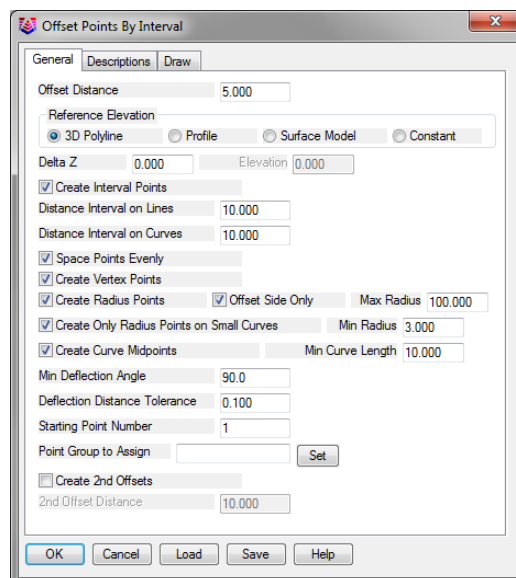 Offset Points By Interval
General Descriptions Draw
Offset Distance 5.000
Reference Elevation
3D Polyline Profile Surface Model Constant
Delta Z 0.000 Elevation 0.000
Create Interval Points
Distance Interval on Lines 10.000
Distance Interval on Curves 10.000
Space Points Evenly
Create Vertex Points
Create Radius Points Offset Side Only Max Radius 100.000
Create Only Radius Points on Small Curves Min Radius 3.000
Create Curve Midpoints Min Curve Length 10.000
Min Deflection Angle 90.0
Deflection Distance Tolerance 0.100
Starting Point Number 1
Point Group to Assign Set
Create 2nd Offsets
2nd Offset Distance 10.000
OK Cancel Load Save Help